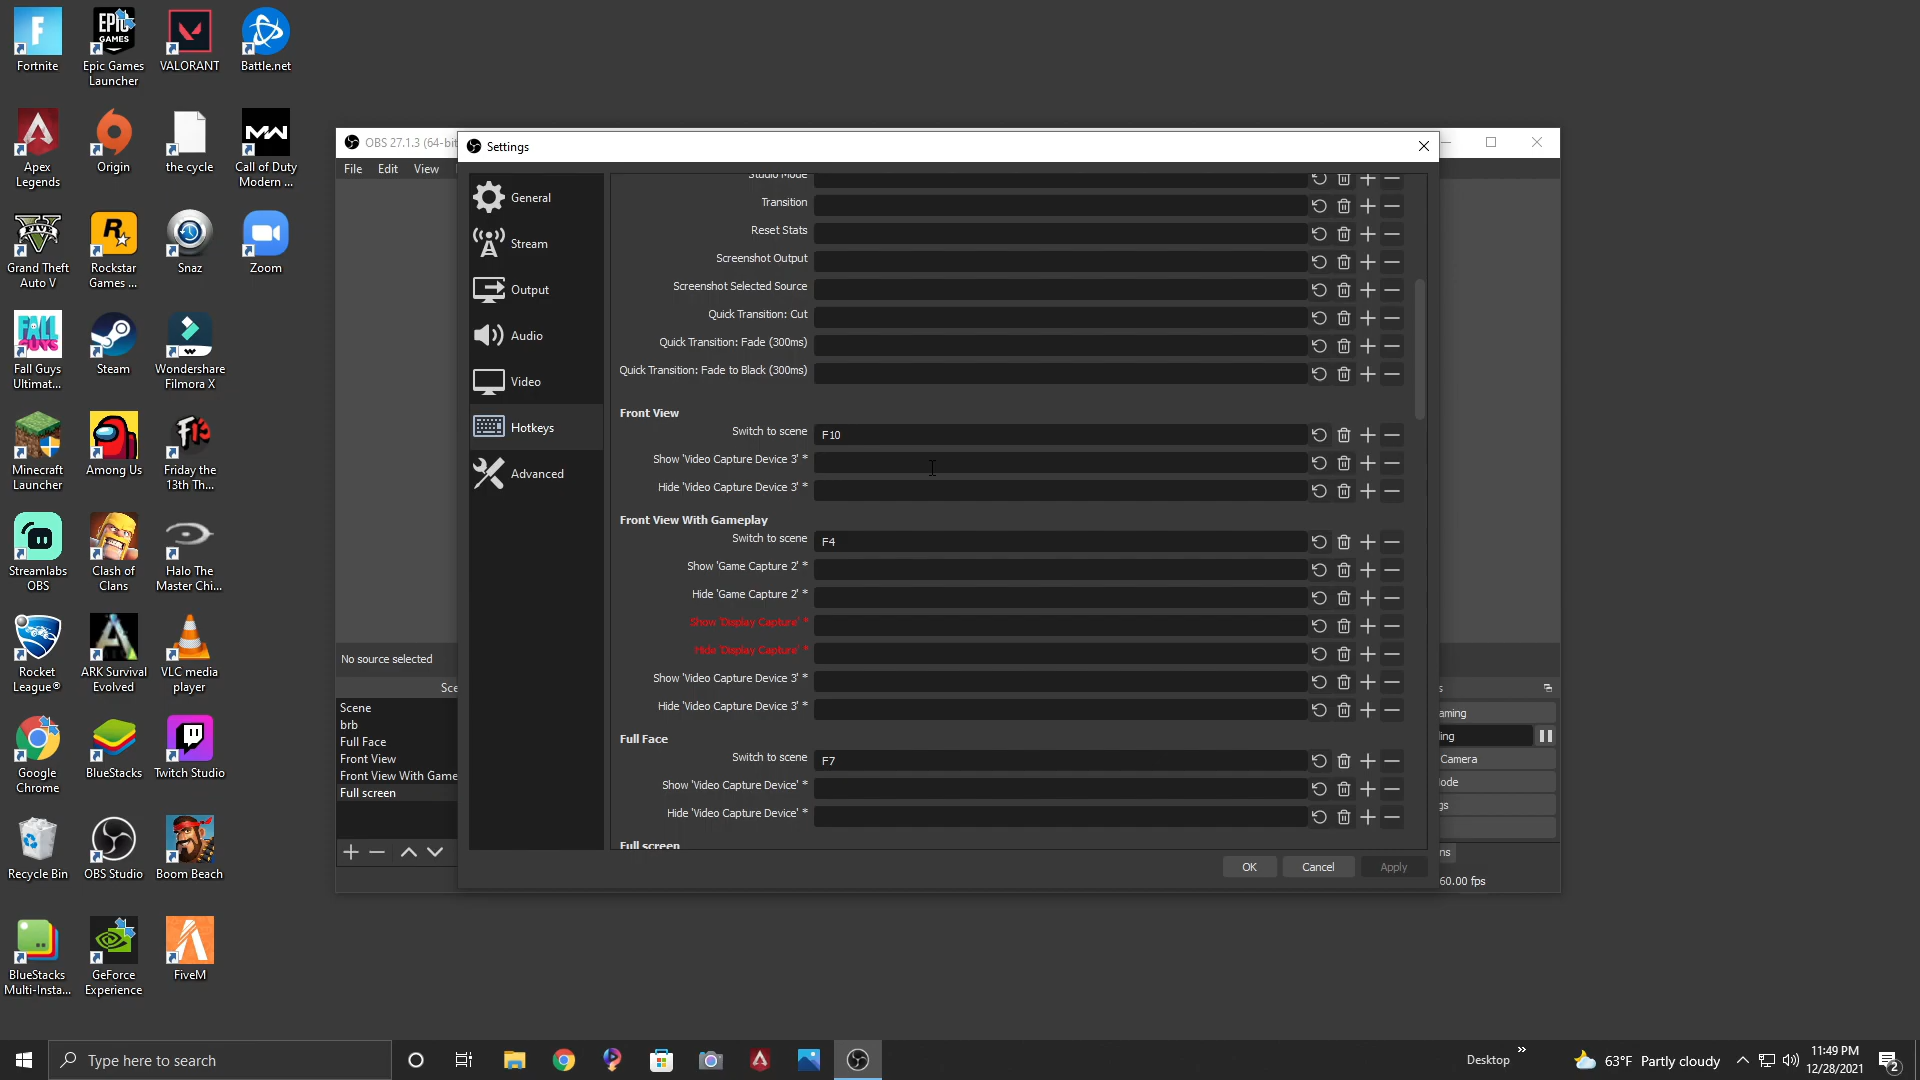 Fortnite
Epic Games
Launcher
VALORANT
Battle.net
Apex
Legends
Origin
the cycle
Call of Duty
Modern ...
Grand Theft
Auto V
Rockstar
Games ...
Snaz
Zoom
Fall Guys
Ultimat...
Steam
Wondershare
Filmora X
Minecraft
Launcher
Among Us
Friday the
13th Th...
Streamlabs
OBS
Clash of
Clans
Halo The
Master Chi...
Rocket
League®
ARK Survival
Evolved
VLC media
player
Google
Chrome
BlueStacks
Twitch Studio
Recycle Bin
OBS Studio
Boom Beach
BlueStacks
Multi-Insta...
GeForce
Experience
FiveM
OBS 27.1.3 (64-bit
File Edit View
No source selected
Sce
Scene
brb
Full Face
Front View
Front View With Game
Full screen
Settings
General
Stream
Output
Audio
Video
Hotkeys
Advanced
Studio Mode
Transition
Reset Stats
Screenshot Output
Screenshot Selected Source
Quick Transition: Cut
Quick Transition: Fade (300ms)
Quick Transition: Fade to Black (300ms)
Front View
Switch to scene F10
Show 'Video Capture Device 3' *
Hide 'Video Capture Device 3' *
Front View With Gameplay
Switch to scene F4
Show 'Game Capture 2' *
Hide 'Game Capture 2' *
Show 'Display Capture' *
Hide 'Display Capture' *
Show 'Video Capture Device 3' *
Hide 'Video Capture Device 3' *
Full Face
Switch to scene F7
Show 'Video Capture Device' *
Hide 'Video Capture Device' *
Full screen
OK Cancel Apply
s
aming
ling
Camera
lode
gs
ns
60.00 fps
Type here to search
Desktop
63°F Partly cloudy
11:49 PM
12/28/2021
2